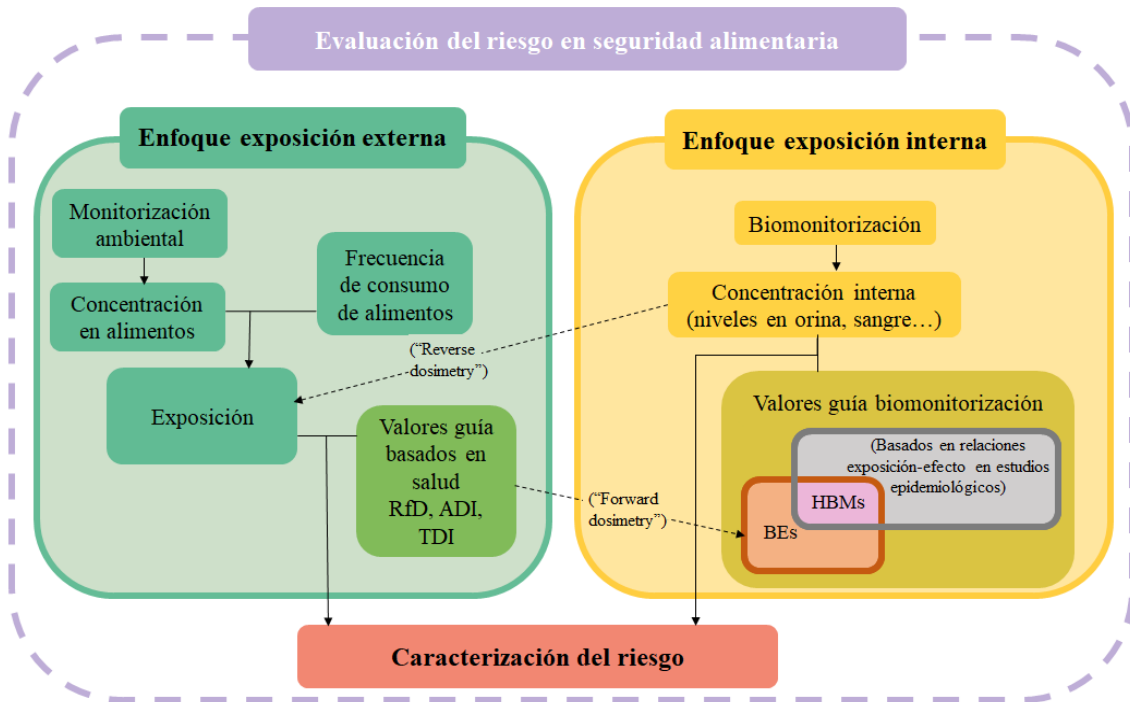 Evaluación del riesgo en seguridad alimentaria
Enfoque exposición externa
Monitorización
ambiental
Concentración
en alimentos
Frecuencia
de consumo
de alimentos
Exposición
Valores guía
basados en
salud
RfD, ADI,
TDI
(“Reverse
dosimetry”)
(“Forward
dosimetry”)
Enfoque exposición interna
Biomonitorización
Concentración interna
(niveles en orina, sangre…)
Valores guía biomonitorización
(Basados en relaciones
exposición-efecto en estudios
epidemiológicos)
HBMs
BEs
Caracterización del riesgo